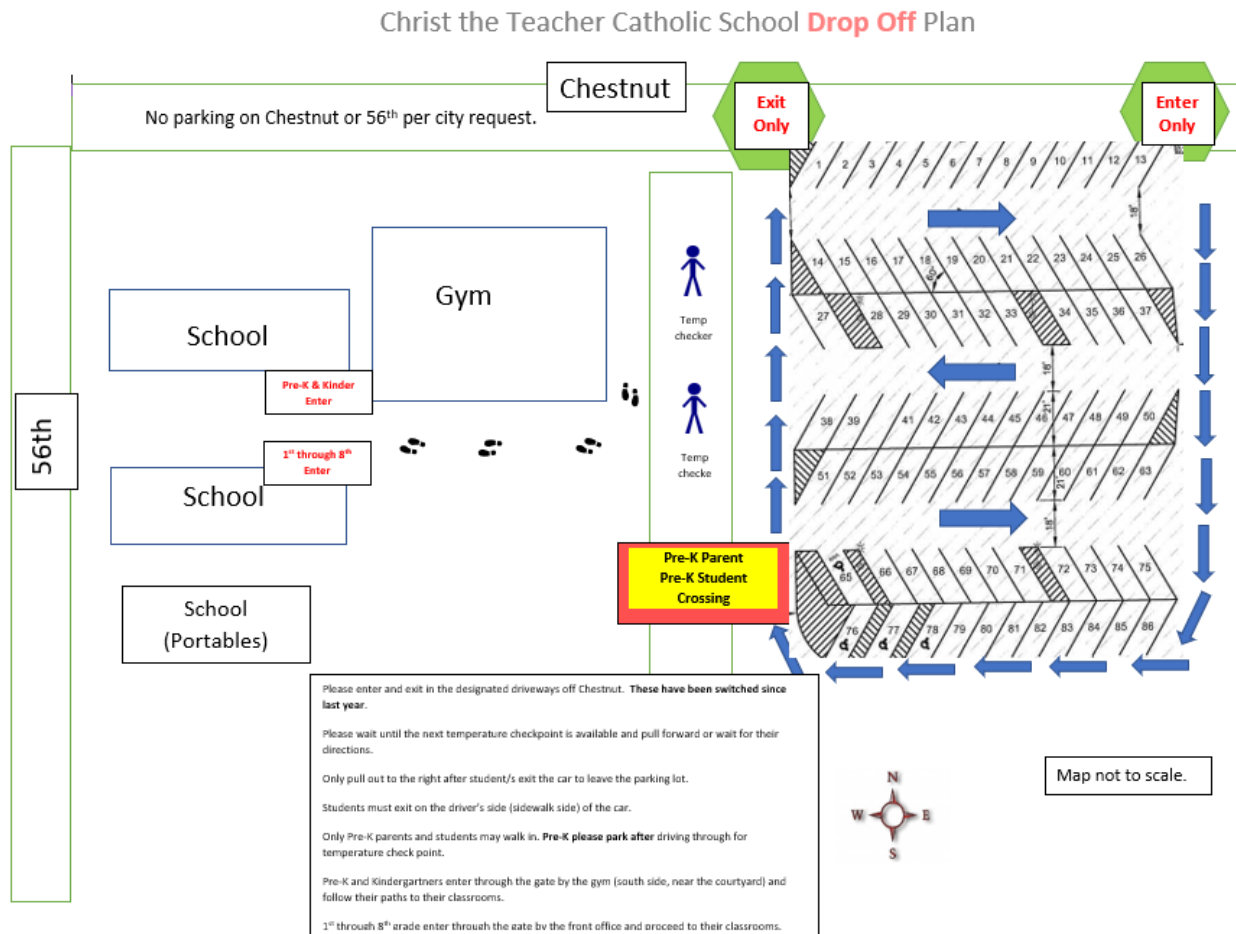 Christ the Teacher Catholic School Drop Off Plan
Chestnut
No parking on Chestnut or 56th per city request.
Exit
Only
Enter
Only
56th
1 2 3 4 5 6 7 8 9 10 11 12 13
18'
14 15 16 17 18 19 20 21 22 23 24 25 26
60°
27 28 29 30 31 32 33 34 35 36 37
18'
38 39 41 42 43 44 45 46 47 48 49 50
21'
51 52 53 54 55 56 57 58 59 60 61 62 63
21'
18'
65 66 67 68 69 70 71 72 73 74 75
76 77 78 79 80 81 82 83 84 85 86
Gym
School
Pre-K & Kinder
Enter
1st through 8th
Enter
School
School
(Portables)
Temp
checker
Temp
checke
Pre-K Parent
Pre-K Student
Crossing
Please enter and exit in the designated driveways off Chestnut. These have been switched since
last year.
Please wait until the next temperature checkpoint is available and pull forward or wait for their
directions.
Only pull out to the right after student/s exit the car to leave the parking lot.
Students must exit on the driver's side (sidewalk side) of the car.
Only Pre-K parents and students may walk in. Pre-K please park after driving through for
temperature check point.
Pre-K and Kindergartners enter through the gate by the gym (south side, near the courtyard) and
follow their paths to their classrooms.
1st through 8th grade enter through the gate by the front office and proceed to their classrooms.
N
W E
S
Map not to scale.